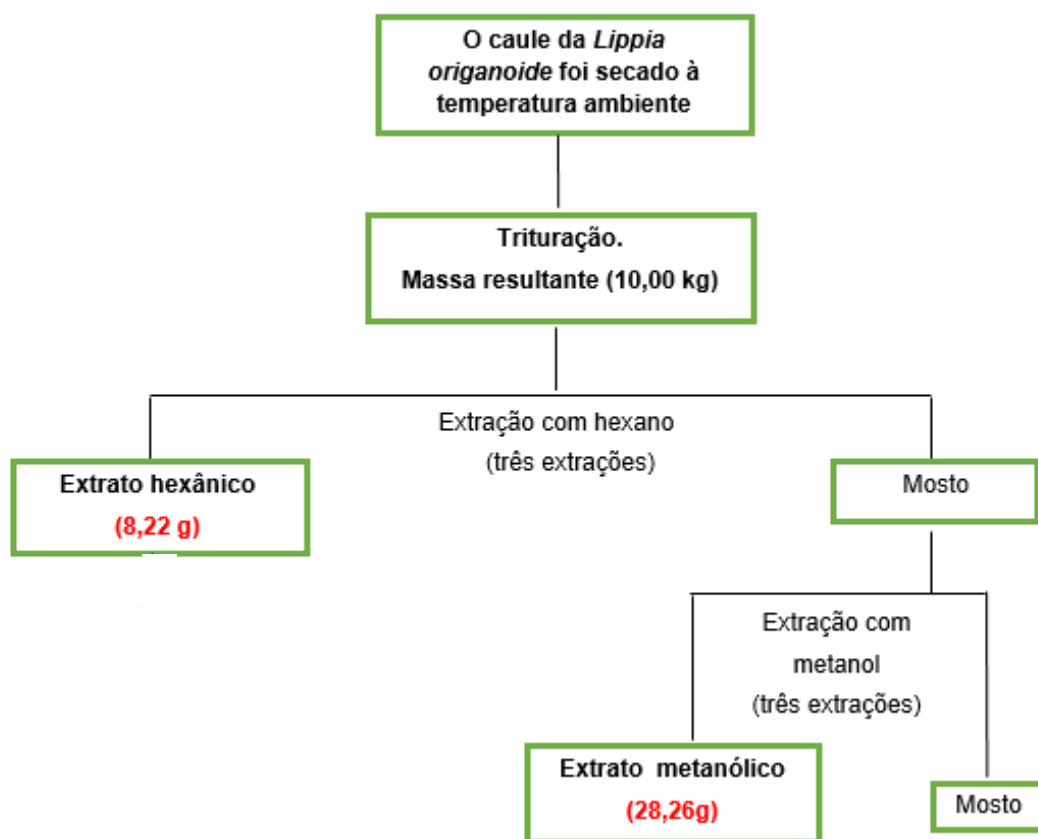 O caule da Lippia
origanoide foi secado à
temperatura ambiente
Trituração.
Massa resultante (10,00 kg)
Extração com hexano
(três extrações)
Extrato hexânico
(8,22 g)
Mosto
Extração com
metanol
(três extrações)
Extrato metanólico
(28,26g)
Mosto